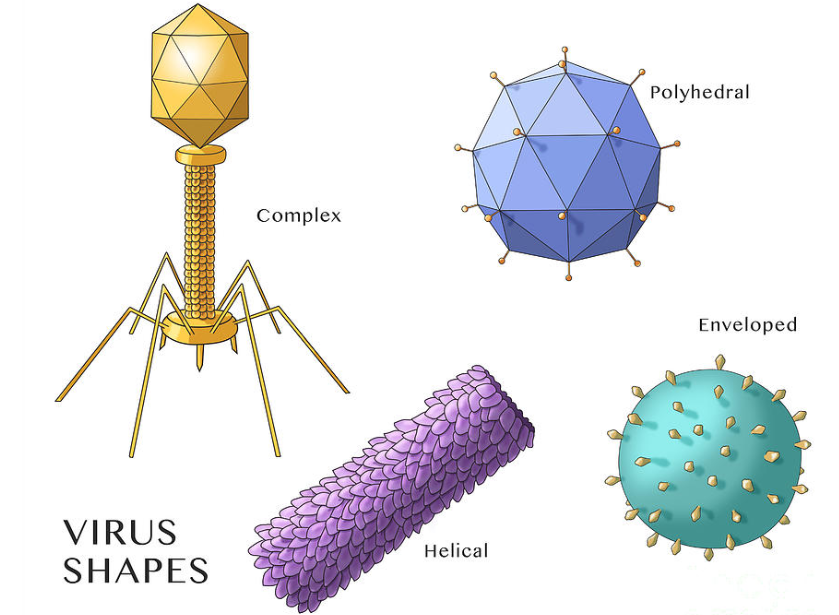 Polyhedral
Complex
Enveloped
Helical
VIRUS
SHAPES